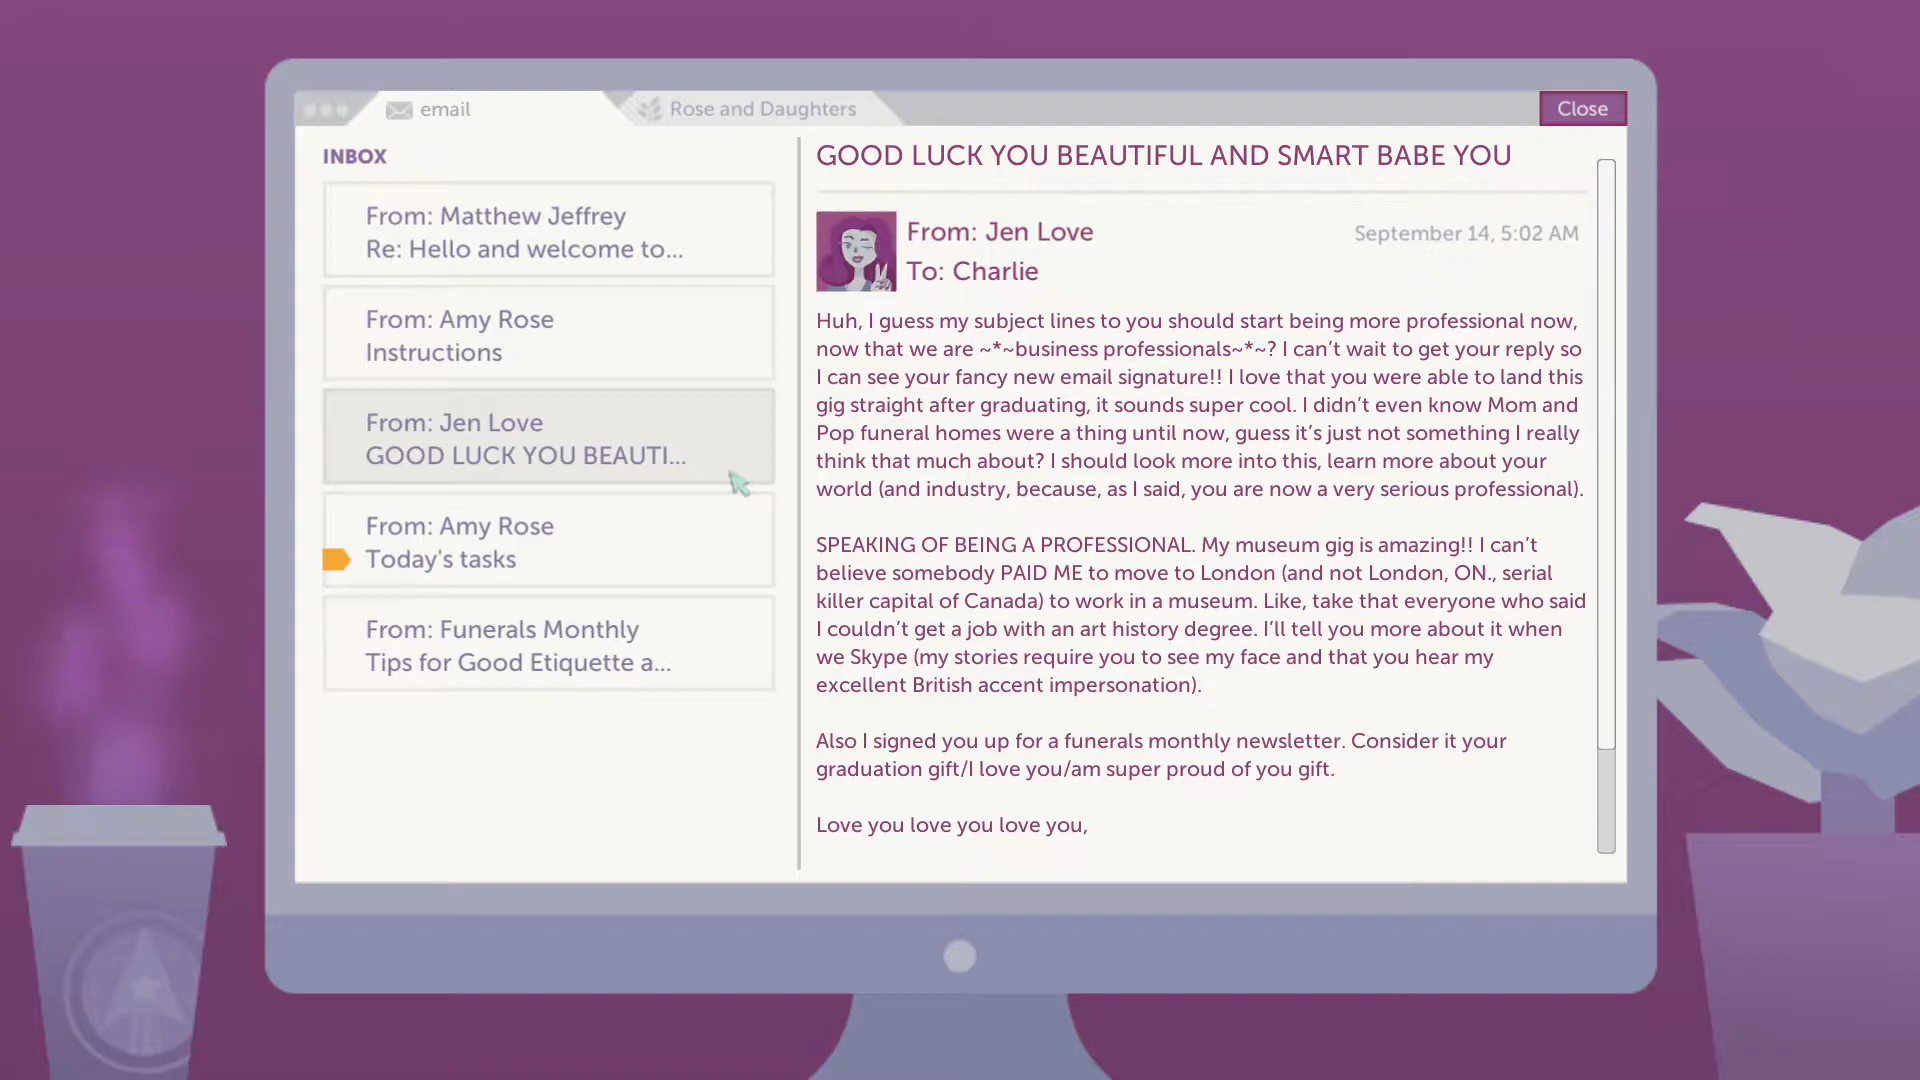 email
Rose and Daughters
Close
INBOX
From: Matthew Jeffrey
Re: Hello and welcome to...
From: Amy Rose
Instructions
From: Jen Love
GOOD LUCK YOU BEAUTI...
From: Amy Rose
Today's tasks
From: Funerals Monthly
Tips for Good Etiquette a...
GOOD LUCK YOU BEAUTIFUL AND SMART BABE YOU
From: Jen Love
September 14, 5:02 AM
To: Charlie
Huh, I guess my subject lines to you should start being more professional now,
now that we are ~*~business professionals~*~? I can't wait to get your reply so
I can see your fancy new email signature!! I love that you were able to land this
gig straight after graduating, it sounds super cool. I didn't even know Mom and
Pop funeral homes were a thing until now, guess it's just not something I really
think that much about? I should look more into this, learn more about your
world (and industry, because, as I said, you are now a very serious professional).
SPEAKING OF BEING A PROFESSIONAL. My museum gig is amazing!! I can't
believe somebody PAID ME to move to London (and not London, ON., serial
killer capital of Canada) to work in a museum. Like, take that everyone who said
I couldn't get a job with an art history degree. I'll tell you more about it when
we Skype (my stories require you to see my face and that you hear my
excellent British accent impersonation).
Also I signed you up for a funerals monthly newsletter. Consider it your
graduation gift/I love you/am super proud of you gift.
Love you love you love you,